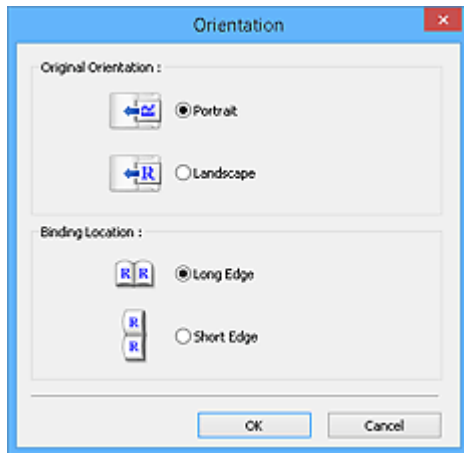 Orientation
Original Orientation :
Portrait
R
Landscape
Binding Location :
R R
Long Edge
R
R
Short Edge
OK
Cancel